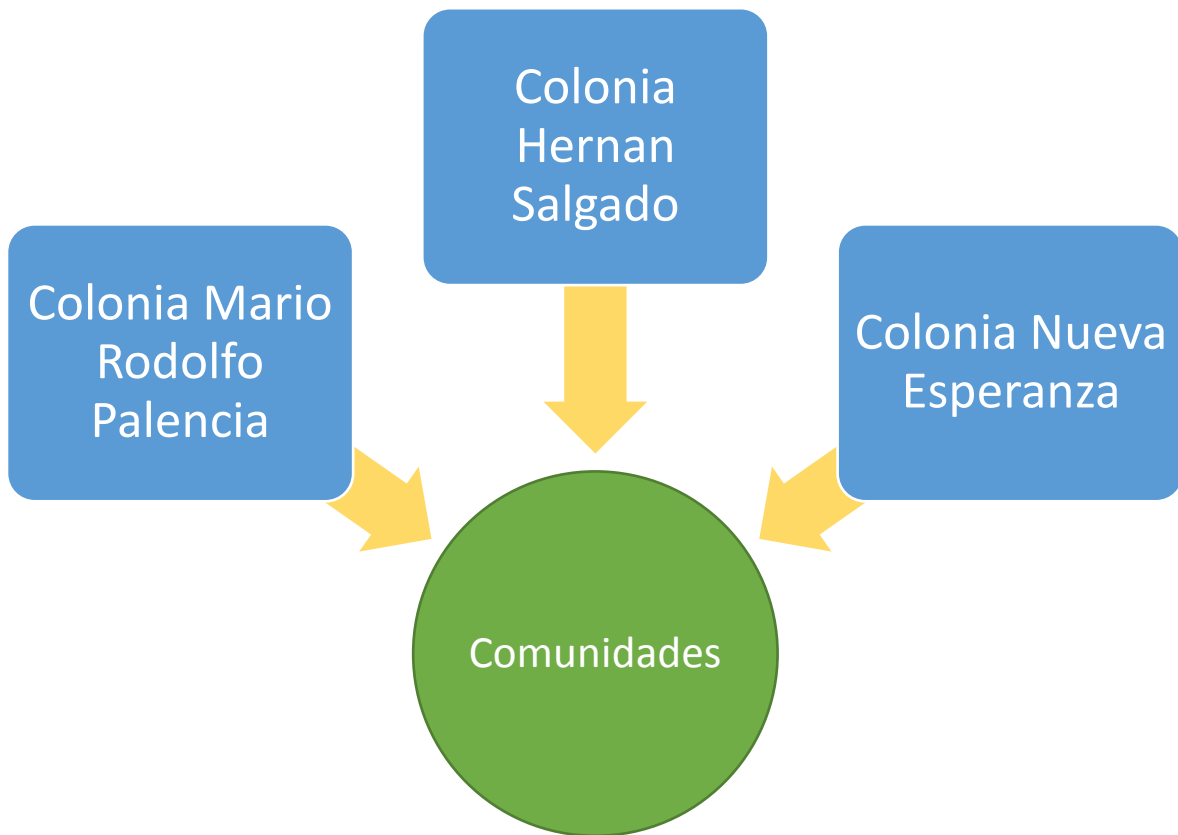 Colonia
Hernan
Salgado
Colonia Mario
Rodolfo
Palencia
Colonia Nueva
Esperanza
Comunidades